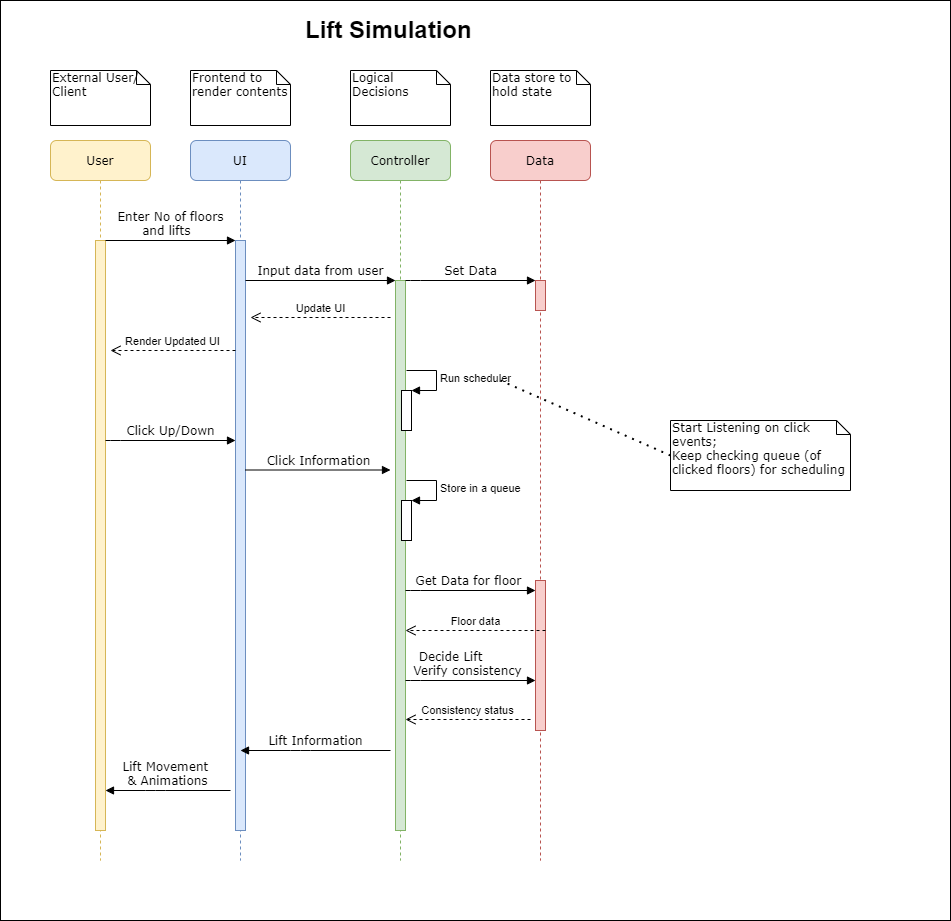 Lift Simulation
External User/
Client
Frontend to
render contents
Logical
Decisions
Data store to
hold state
User
UI
Controller
Data
Enter No of floors
and lifts
Input data from user
Set Data
Update UI
Render Updated UI
Run scheduler
Start Listening on click
events;
Keep checking queue (of
clicked floors) for scheduling
Click Up/Down
Click Information
Store in a queue
Get Data for floor
Floor data
Decide Lift
Verify consistency
Consistency status
Lift Information
Lift Movement
& Animations